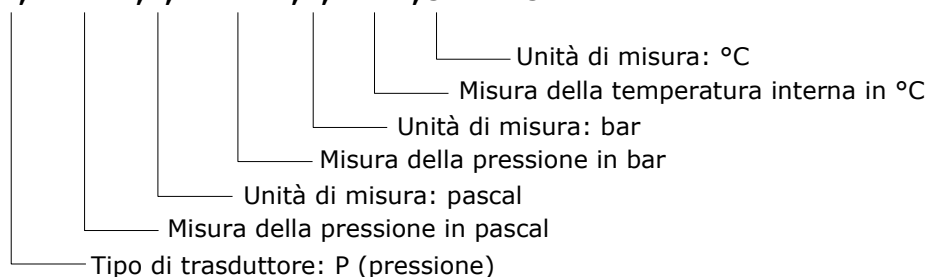 Unità di misura: °C
Misura della temperatura interna in °C
Unità di misura: bar
Misura della pressione in bar
Unità di misura: pascal
Misura della pressione in pascal
Tipo di trasduttore: P (pressione)